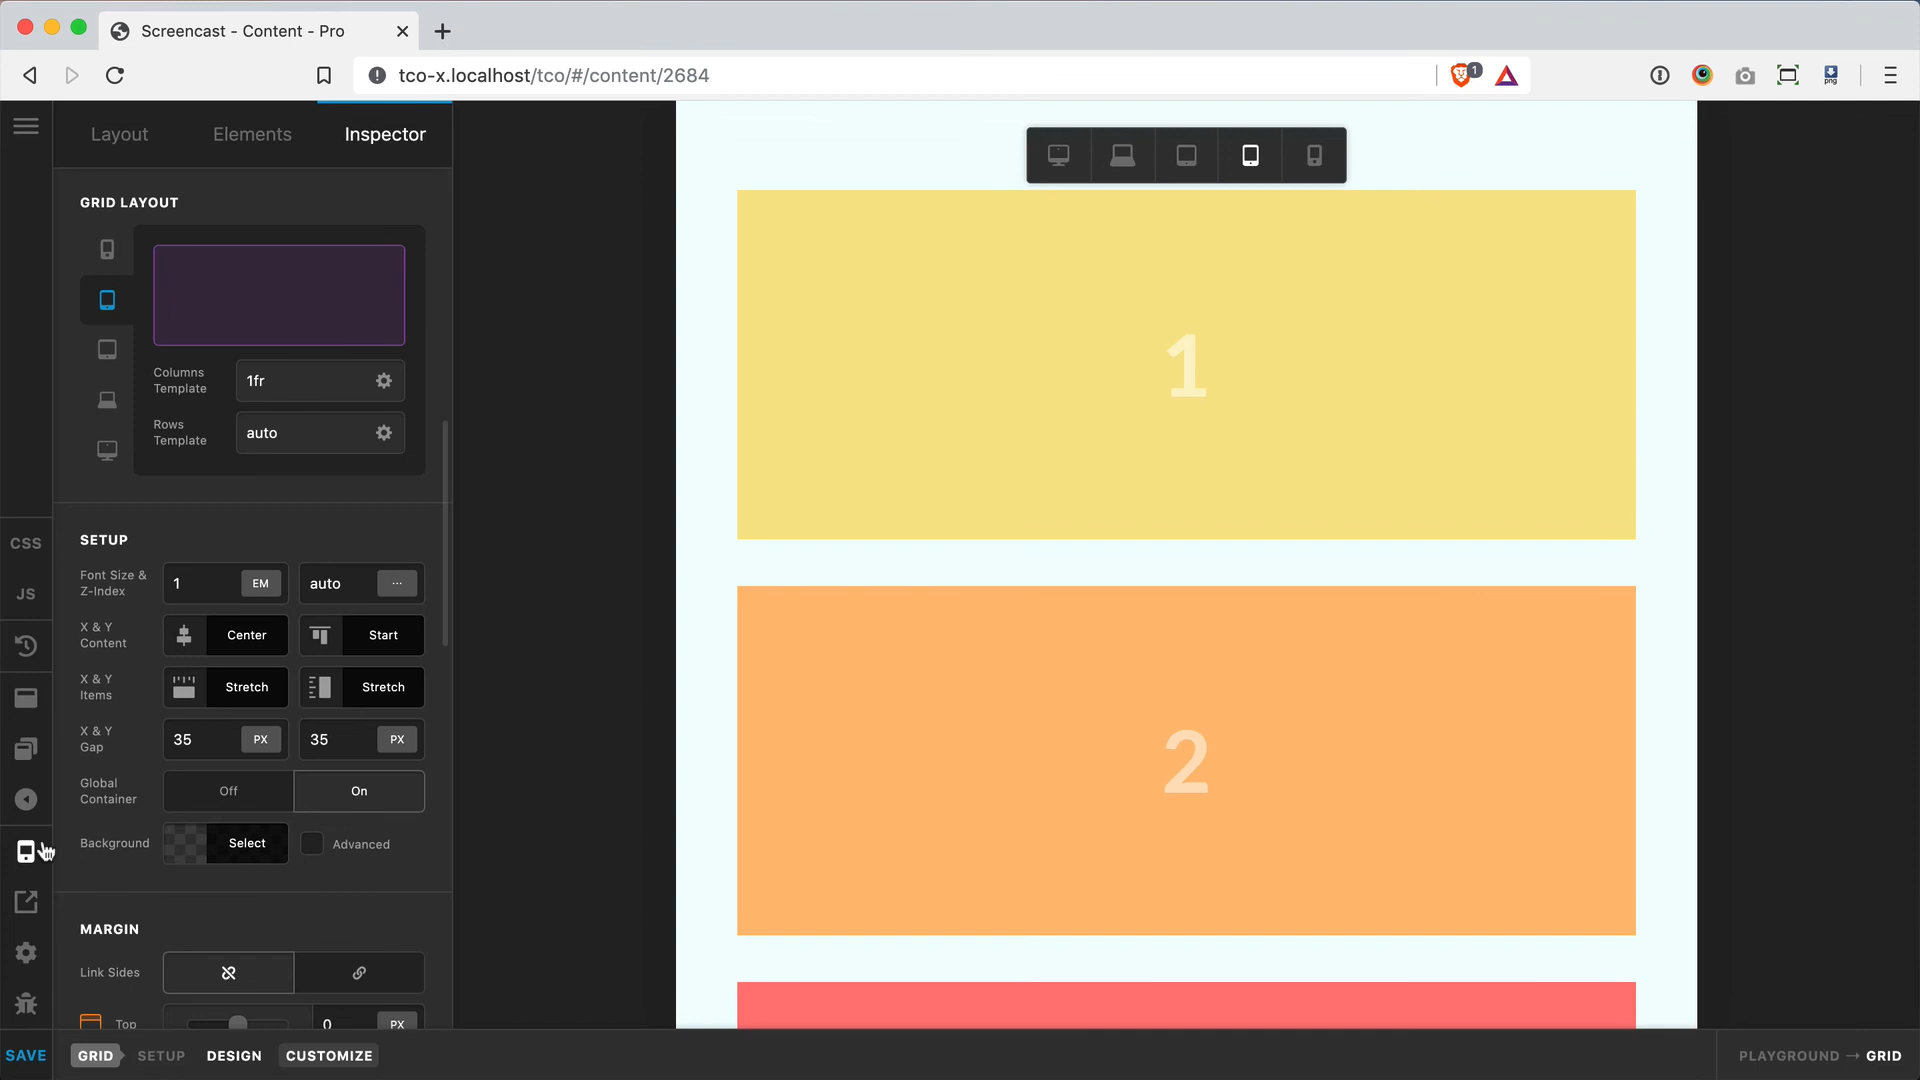 Screencast - Content - Pro
tco-x.localhost/tco/#/content/2684
1
png
Layout
Elements
Inspector
GRID LAYOUT
Columns Template
1fr
Rows Template
auto
CSS
JS
SETUP
Font Size & Z-Index
1
EM
auto
X & Y Content
Center
Start
X & Y Items
Stretch
Stretch
X & Y Gap
35
PX
35
PX
Global Container
Off
On
Background
Select
Advanced
MARGIN
Link Sides
Top
0
PX
1
2
SAVE
GRID
SETUP
DESIGN
CUSTOMIZE
PLAYGROUND → GRID